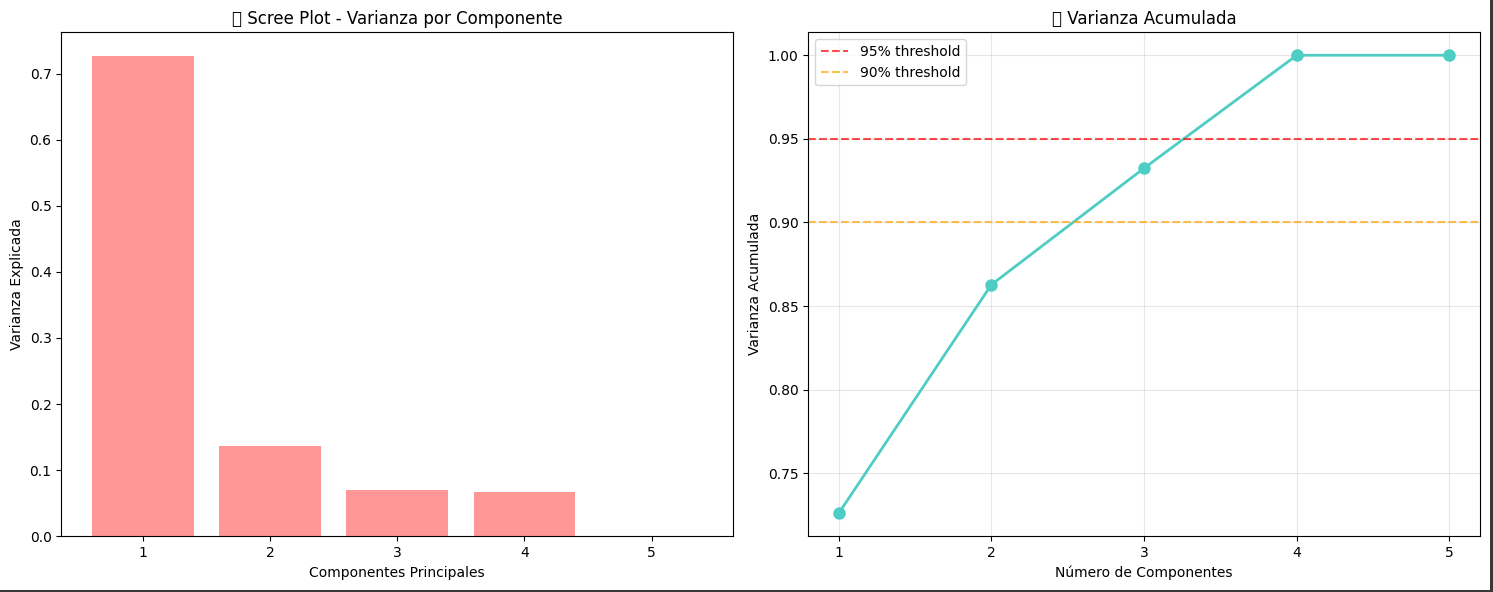 Scree Plot - Varianza por Componente
Varianza Explicada
0.7
0.6
0.5
0.4
0.3
0.2
0.1
0.0
1 2 3 4 5
Componentes Principales
Varianza Acumulada
95% threshold
90% threshold
Varianza Acumulada
1.00
0.95
0.90
0.85
0.80
0.75
1 2 3 4 5
Número de Componentes